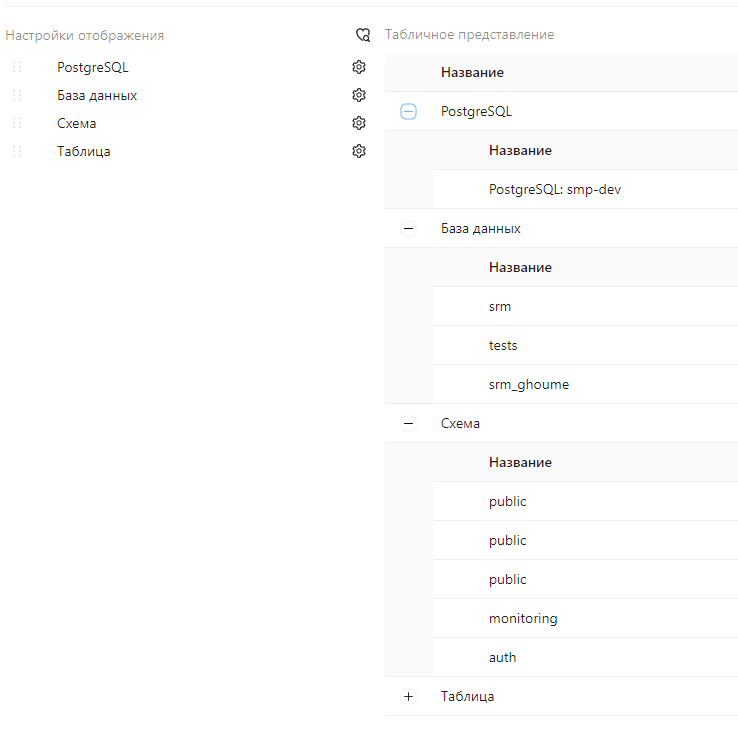 Настройки отображения
PostgreSQL
База данных
Схема
Таблица
Табличное представление
Название
PostgreSQL
Название
PostgreSQL: smp-dev
База данных
Название
srm
tests
srm_ghoume
Схема
Название
public
public
public
monitoring
auth
Таблица